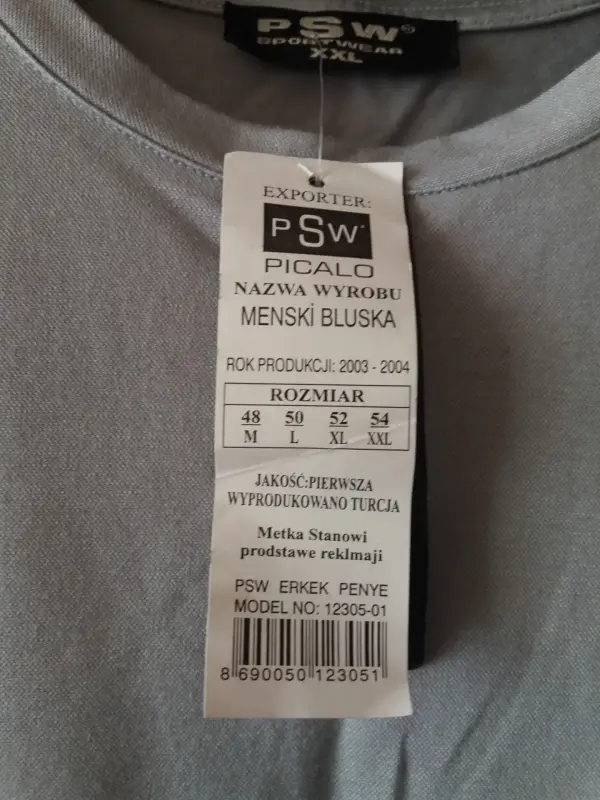 PSW®
SPORTWEAR
XXL
EXPORTER:
PSW
PICALO
NAZWA WYROBU
MENSKİ BLUSKA
ROK PRODUKCJI: 2003 - 2004
ROZMIAR
48 50 52 54
M L XL XXL
JAKOŚĆ:PIERWSZA
WYPRODUKOWANO TURCJA
Metka Stanowi
prodstawe reklmaji
PSW ERKEK PENYE
MODEL NO: 12305-01
8 690050 123051